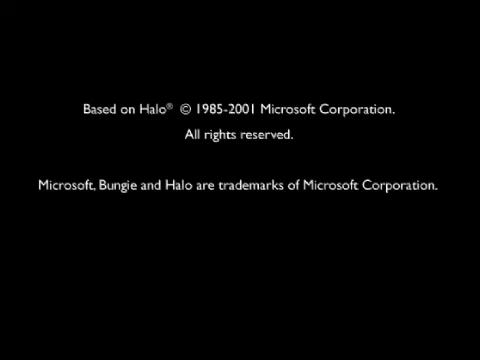 Based on Halo® © 1985-2001 Microsoft Corporation.
All rights reserved.
Microsoft, Bungie and Halo are trademarks of Microsoft Corporation.